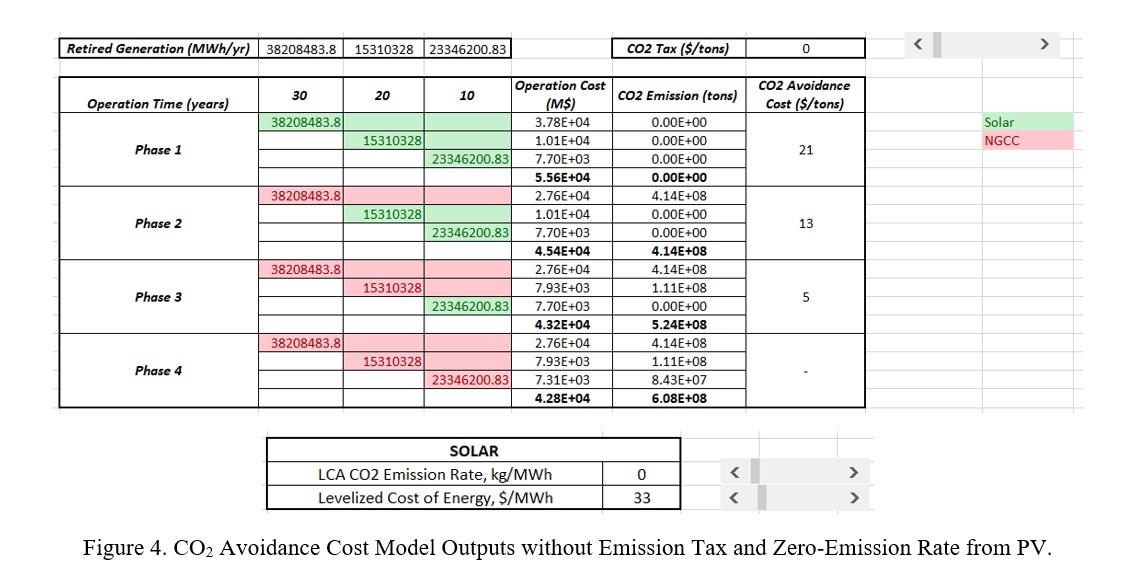 Retired Generation (MWh/yr) 38208483.8 15310328 23346200.83 CO2 Tax ($/tons) 0
Operation Time (years) 30 20 10 Operation Cost (M$) CO2 Emission (tons) CO2 Avoidance Cost ($/tons)
38208483.8 3.78E+04 0.00E+00 Solar
Phase 1 15310328 1.01E+04 0.00E+00 21 NGCC
23346200.83 7.70E+03 0.00E+00
5.56E+04 0.00E+00
38208483.8 2.76E+04 4.14E+08
Phase 2 15310328 1.01E+04 0.00E+00 13
23346200.83 7.70E+03 0.00E+00
4.54E+04 4.14E+08
38208483.8 2.76E+04 4.14E+08
Phase 3 15310328 7.93E+03 1.11E+08 5
23346200.83 7.70E+03 0.00E+00
4.32E+04 5.24E+08
38208483.8 2.76E+04 4.14E+08
Phase 4 15310328 7.93E+03 1.11E+08 -
23346200.83 7.31E+03 8.43E+07
4.28E+04 6.08E+08
SOLAR
LCA CO2 Emission Rate, kg/MWh 0
Levelized Cost of Energy, $/MWh 33
Figure 4. CO₂ Avoidance Cost Model Outputs without Emission Tax and Zero-Emission Rate from PV.